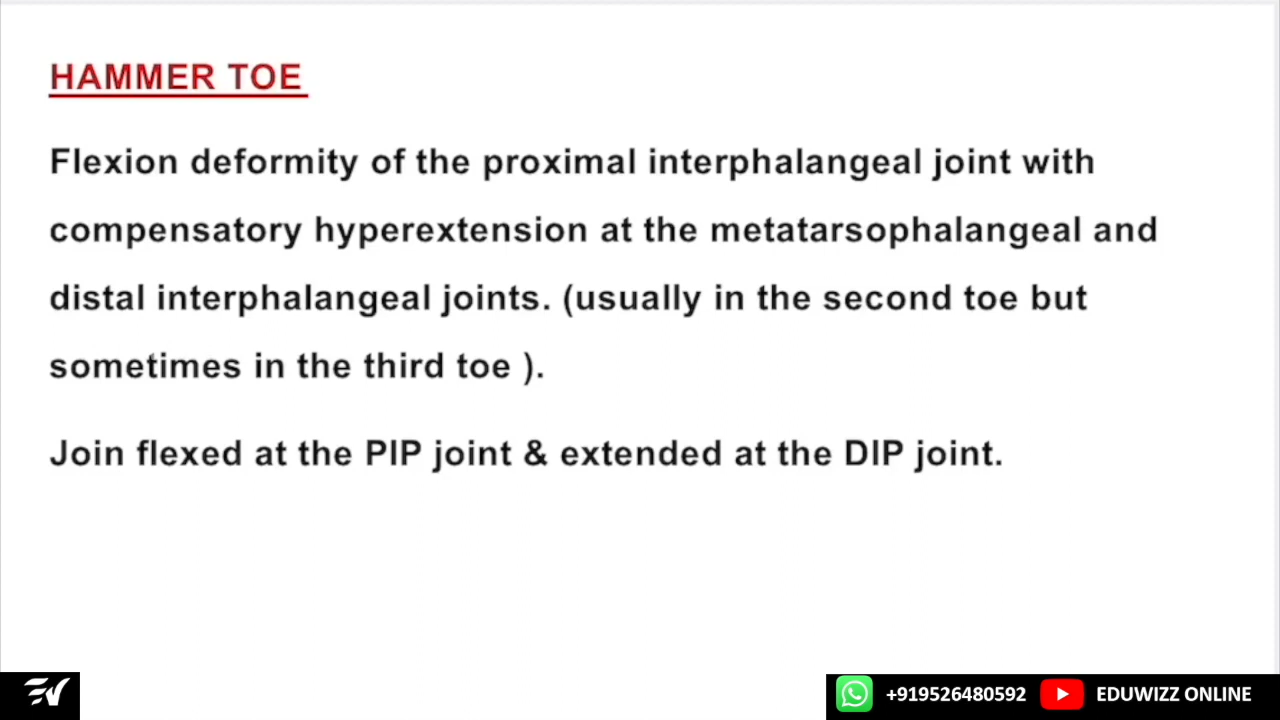 HAMMER TOE
Flexion deformity of the proximal interphalangeal joint with
compensatory hyperextension at the metatarsophalangeal and
distal interphalangeal joints. (usually in the second toe but
sometimes in the third toe ).
Join flexed at the PIP joint & extended at the DIP joint.
+919526480592 EDUWIZZ ONLINE